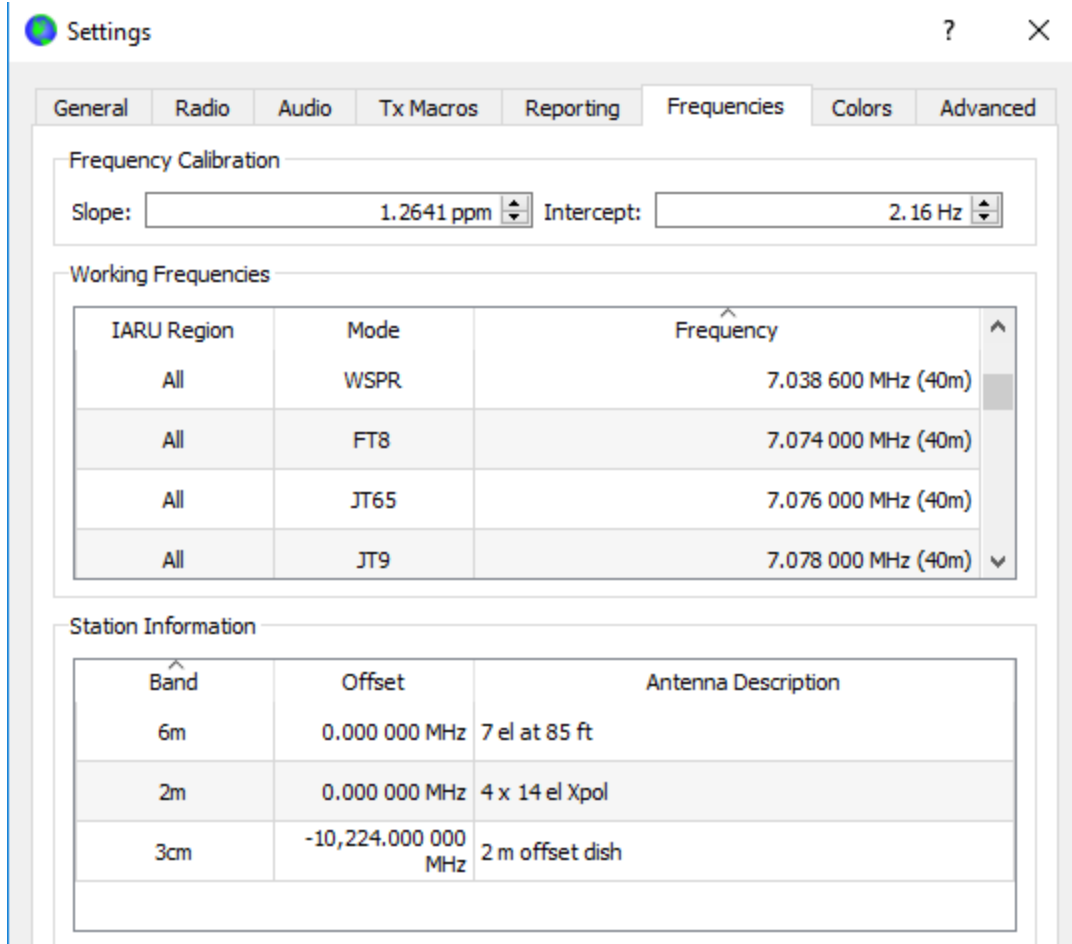 Settings
General Radio Audio Tx Macros Reporting Frequencies Colors Advanced
Frequency Calibration
Slope: 1.2641 ppm Intercept: 2.16 Hz
Working Frequencies
IARU Region Mode Frequency
All WSPR 7.038 600 MHz (40m)
All FT8 7.074 000 MHz (40m)
All JT65 7.076 000 MHz (40m)
All JT9 7.078 000 MHz (40m)
Station Information
Band Offset Antenna Description
6m 0.000 000 MHz 7 el at 85 ft
2m 0.000 000 MHz 4 x 14 el Xpol
3cm -10,224.000 000 MHz 2 m offset dish